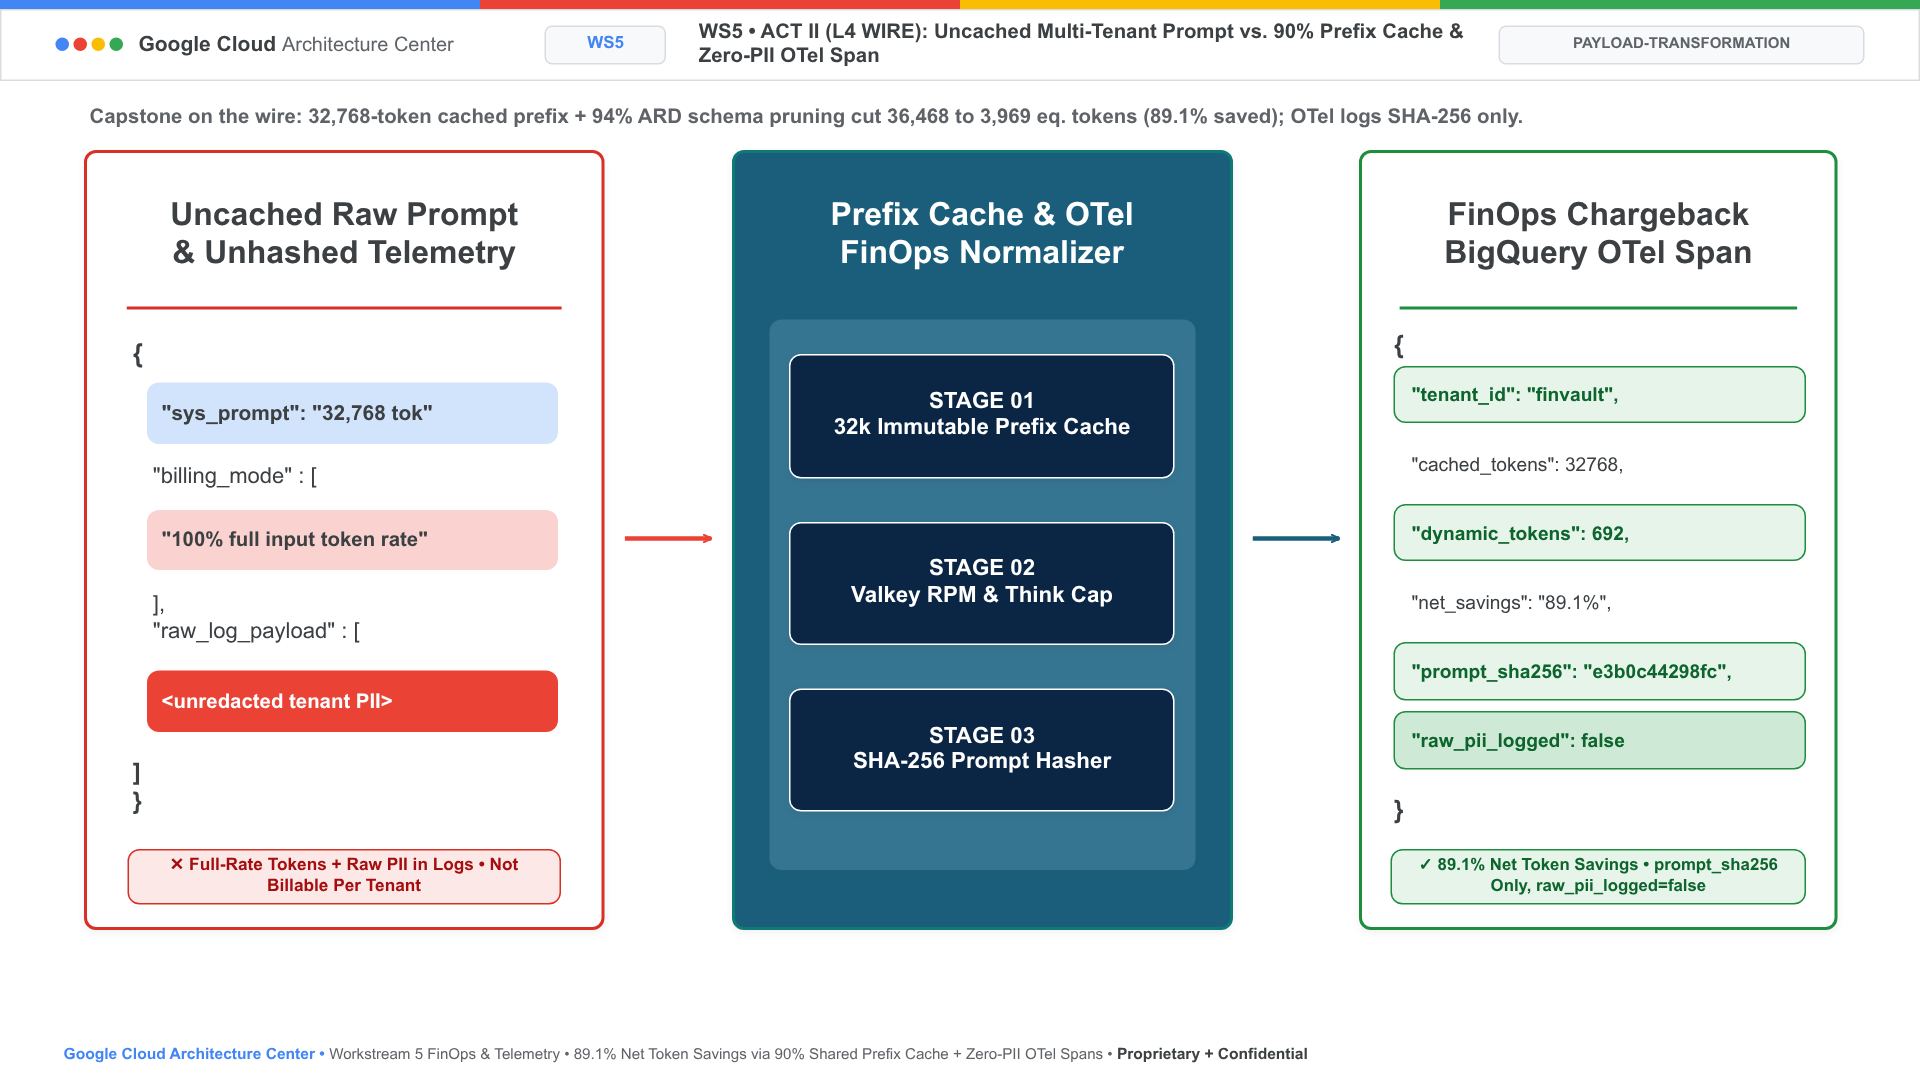 Google Cloud Architecture Center
WS5
WS5 • ACT II (L4 WIRE): Uncached Multi-Tenant Prompt vs. 90% Prefix Cache &
Zero-PII OTel Span
PAYLOAD-TRANSFORMATION
Capstone on the wire: 32,768-token cached prefix + 94% ARD schema pruning cut 36,468 to 3,969 eq. tokens (89.1% saved); OTel logs SHA-256 only.
Uncached Raw Prompt
& Unhashed Telemetry
{
"sys_prompt": "32,768 tok"
"billing_mode" : [
"100% full input token rate"
],
"raw_log_payload" : [
<unredacted tenant PII>
]
}
✕ Full-Rate Tokens + Raw PII in Logs • Not
Billable Per Tenant
Prefix Cache & OTel
FinOps Normalizer
STAGE 01
32k Immutable Prefix Cache
STAGE 02
Valkey RPM & Think Cap
STAGE 03
SHA-256 Prompt Hasher
FinOps Chargeback
BigQuery OTel Span
{
"tenant_id": "finvault",
"cached_tokens": 32768,
"dynamic_tokens": 692,
"net_savings": "89.1%",
"prompt_sha256": "e3b0c44298fc",
"raw_pii_logged": false
}
✓ 89.1% Net Token Savings • prompt_sha256
Only, raw_pii_logged=false
Google Cloud Architecture Center • Workstream 5 FinOps & Telemetry • 89.1% Net Token Savings via 90% Shared Prefix Cache + Zero-PII OTel Spans • Proprietary + Confidential